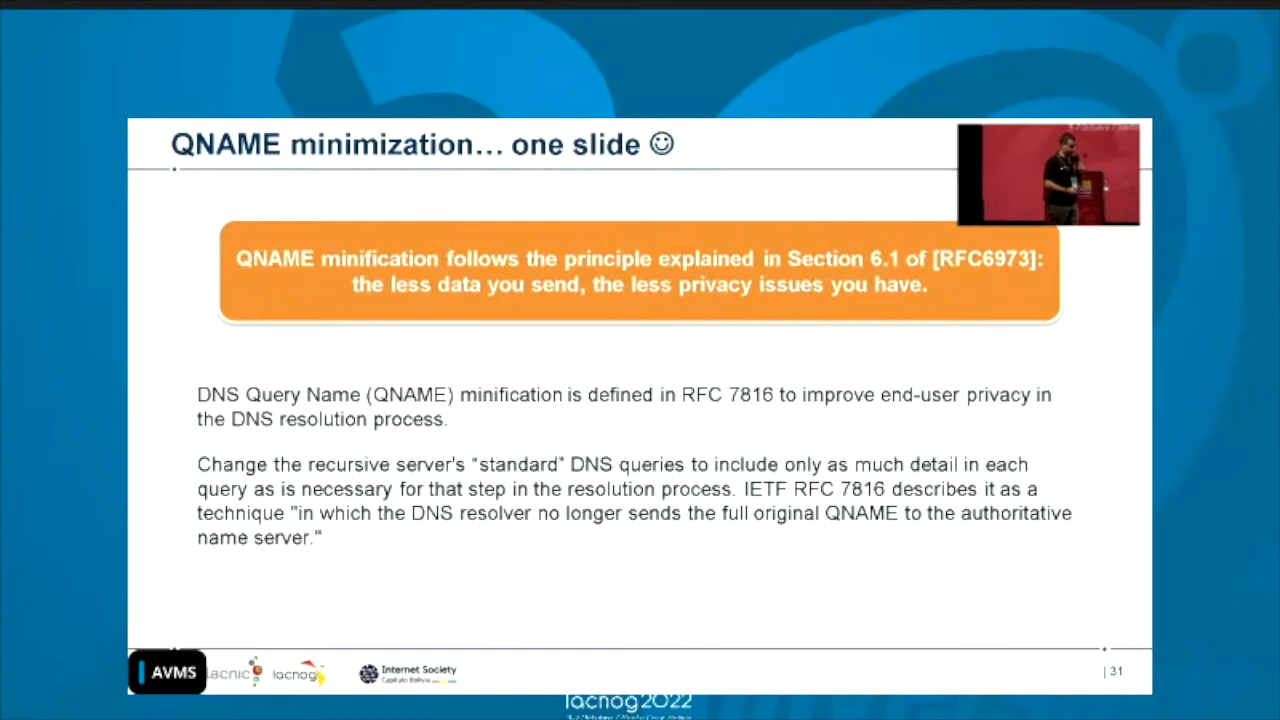 QNAME minimization... one slide ☺
QNAME minification follows the principle explained in Section 6.1 of [RFC6973]:
the less data you send, the less privacy issues you have.
DNS Query Name (QNAME) minification is defined in RFC 7816 to improve end-user privacy in
the DNS resolution process.
Change the recursive server's "standard" DNS queries to include only as much detail in each
query as is necessary for that step in the resolution process. IETF RFC 7816 describes it as a
technique "in which the DNS resolver no longer sends the full original QNAME to the authoritative
name server."
AVMS
lacnic
lacnog
Internet Society
Capítulo Bolivia
| 31
lacnog2022